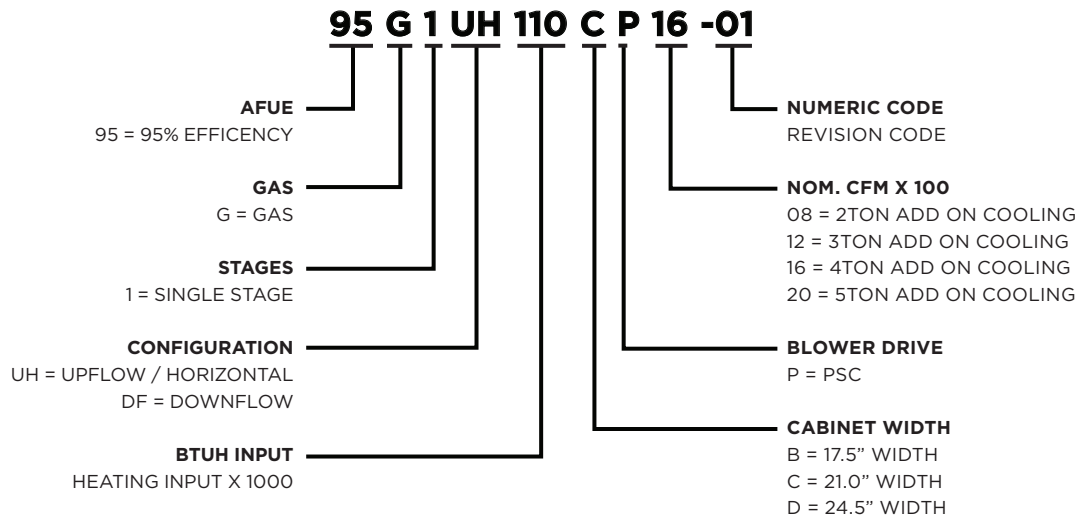 95 G 1 UH 110 C P 16 -01
AFUE
95 = 95% EFFICENCY
GAS
G = GAS
STAGES
1 = SINGLE STAGE
CONFIGURATION
UH = UPFLOW / HORIZONTAL
DF = DOWNFLOW
BTUH INPUT
HEATING INPUT X 1000
NUMERIC CODE
REVISION CODE
NOM. CFM X 100
08 = 2TON ADD ON COOLING
12 = 3TON ADD ON COOLING
16 = 4TON ADD ON COOLING
20 = 5TON ADD ON COOLING
BLOWER DRIVE
P = PSC
CABINET WIDTH
B = 17.5” WIDTH
C = 21.0” WIDTH
D = 24.5” WIDTH